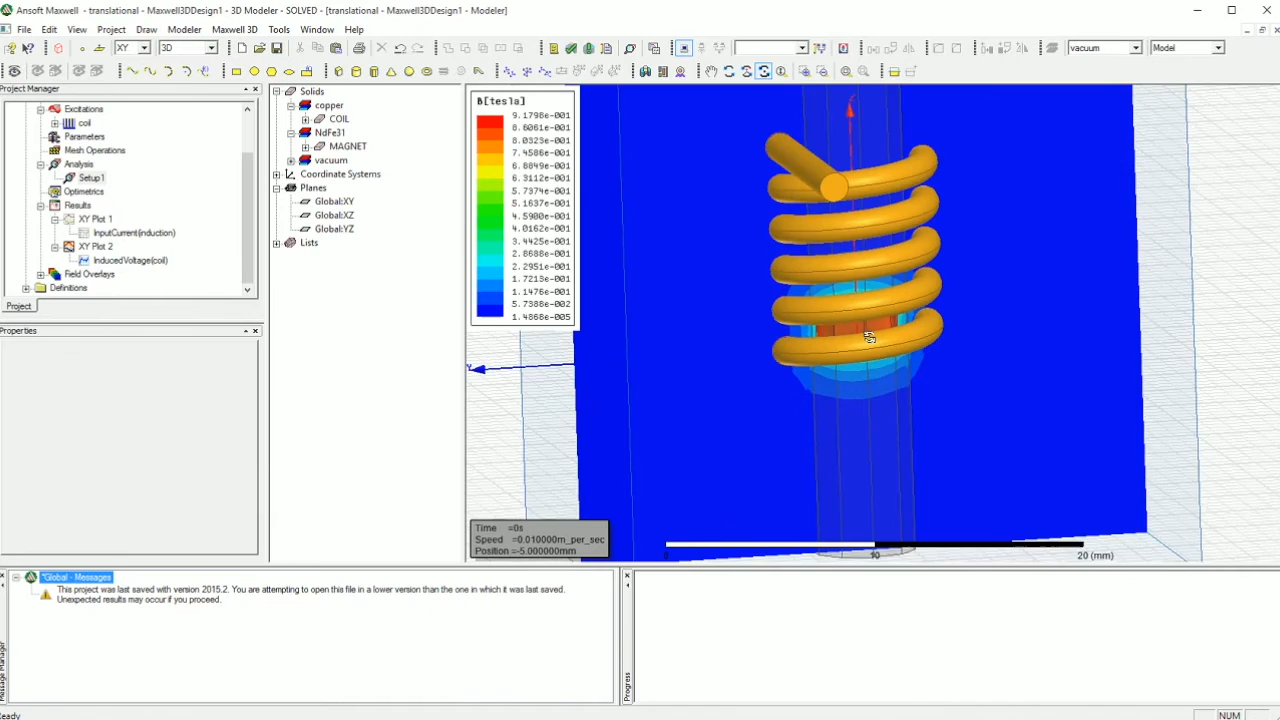 Ansoft Maxwell - translational - Maxwell3DDesign1 - 3D Modeler - SOLVED - [translational - Maxwell3DDesign1 - Modeler]
File Edit View Project Draw Modeler Maxwell 3D Tools Window Help
XY 3D vacuum Model
Project Manager
Excitations
coil
Parameters
Mesh Operations
Analysis
Setup1
Optimetrics
Results
XY Plot 1
InputCurrent(induction)
XY Plot 2
InducedVoltage(coil)
Field Overlays
Definitions
Project
Properties
Solids
copper
COIL
NdFe31
MAGNET
vacuum
Coordinate Systems
Planes
Global:XY
Global:XZ
Global:YZ
Lists
B[tesla]
9.1798e-001
8.6061e-001
8.0323e-001
7.4586e-001
6.8849e-001
6.3112e-001
5.7374e-001
5.1637e-001
4.5900e-001
4.0162e-001
3.4425e-001
2.8688e-001
2.2951e-001
1.7213e-001
1.1476e-001
5.7388e-002
1.4868e-005
Time =0s
Speed =0.010000m_per_sec
Position =-5.000000mm
0 10 20 (mm)
*Global - Messages
This project was last saved with version 2015.2. You are attempting to open this file in a lower version than the one in which it was last saved.
Unexpected results may occur if you proceed.
Message Manager
Progress
Ready
NUM